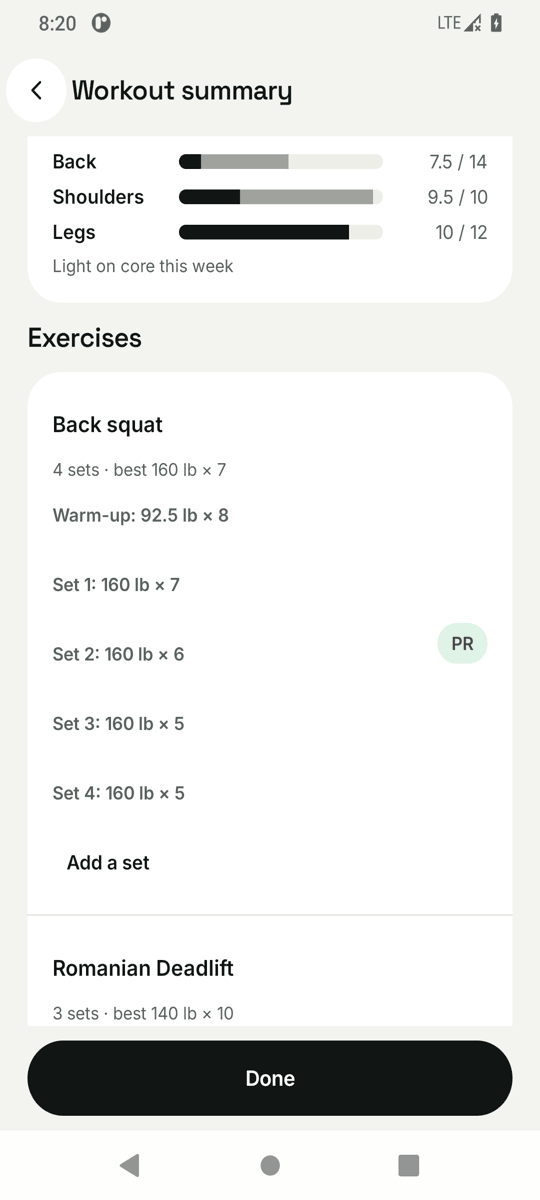 8:20
LTE
Workout summary
Back 7.5 / 14
Shoulders 9.5 / 10
Legs 10 / 12
Light on core this week
Exercises
Back squat
4 sets · best 160 lb × 7
Warm-up: 92.5 lb × 8
Set 1: 160 lb × 7
Set 2: 160 lb × 6
PR
Set 3: 160 lb × 5
Set 4: 160 lb × 5
Add a set
Romanian Deadlift
3 sets · best 140 lb × 10
Done